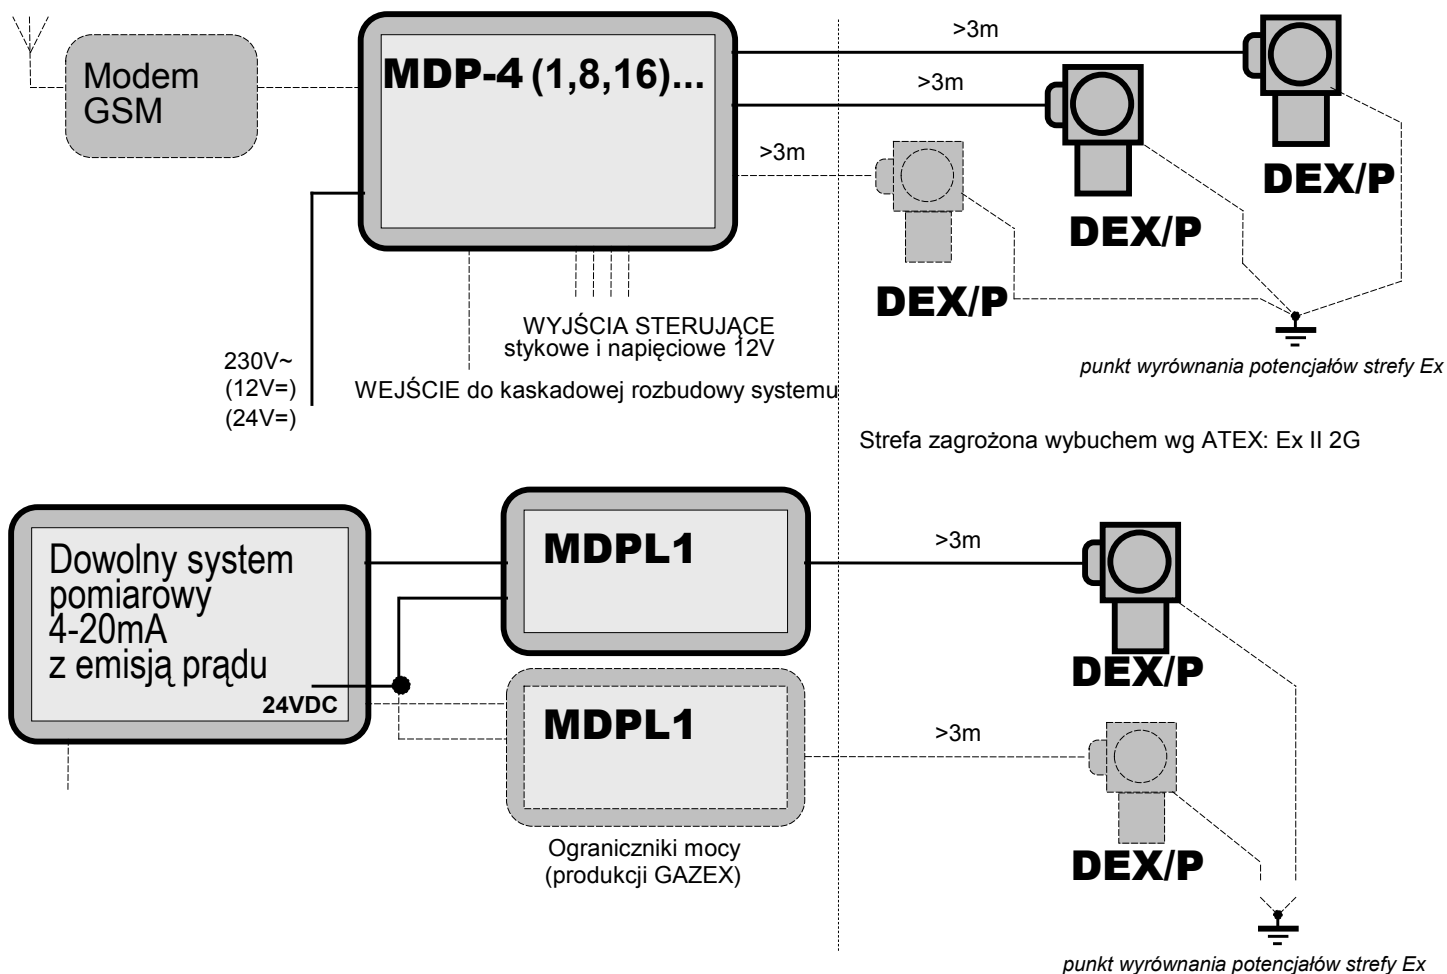 >3m
Modem
GSM
MDP-4 (1,8,16)...
>3m
>3m
DEX/P
DEX/P
DEX/P
WYJŚCIA STERUJĄCE
stykowe i napięciowe 12V
230V~
(12V=)
(24V=)
WEJŚCIE do kaskadowej rozbudowy systemu
punkt wyrównania potencjałów strefy Ex
Strefa zagrożona wybuchem wg ATEX: Ex II 2G
Dowolny system
pomiarowy
4-20mA
z emisją prądu
24VDC
MDPL1
>3m
DEX/P
MDPL1
>3m
DEX/P
Ograniczniki mocy
(produkcji GAZEX)
punkt wyrównania potencjałów strefy Ex